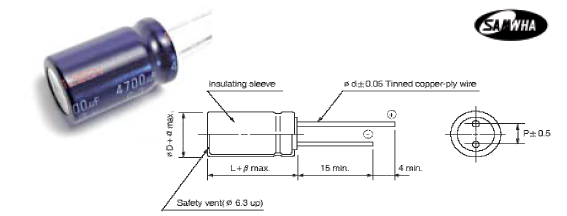 SAMWHA
4700
00μF
Insulating sleeve
ø d±0.05 Tinned copper-ply wire
ø D + α max.
P± 0.5
L + β max.
15 min.
4 min.
Safety vent( ø 6.3 up)